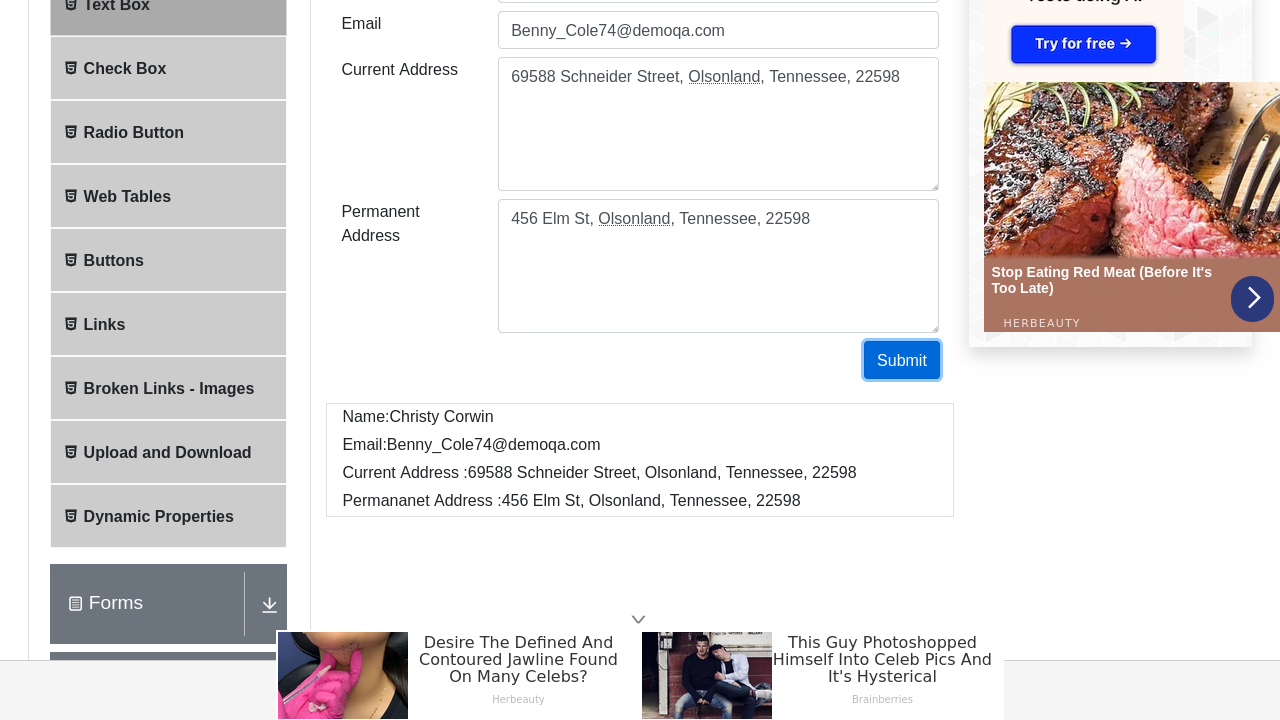 Text Box
Check Box
Radio Button
Web Tables
Buttons
Links
Broken Links - Images
Upload and Download
Dynamic Properties
Forms
Email
Benny_Cole74@demoqa.com
Current Address
69588 Schneider Street, Olsonland, Tennessee, 22598
Permanent
Address
456 Elm St, Olsonland, Tennessee, 22598
Submit
Name:Christy Corwin
Email:Benny_Cole74@demoqa.com
Current Address :69588 Schneider Street, Olsonland, Tennessee, 22598
Permananet Address :456 Elm St, Olsonland, Tennessee, 22598
Try for free →
Stop Eating Red Meat (Before It's
Too Late)
HERBEAUTY
Desire The Defined And
Contoured Jawline Found
On Many Celebs?
Herbeauty
This Guy Photoshopped
Himself Into Celeb Pics And
It's Hysterical
Brainberries